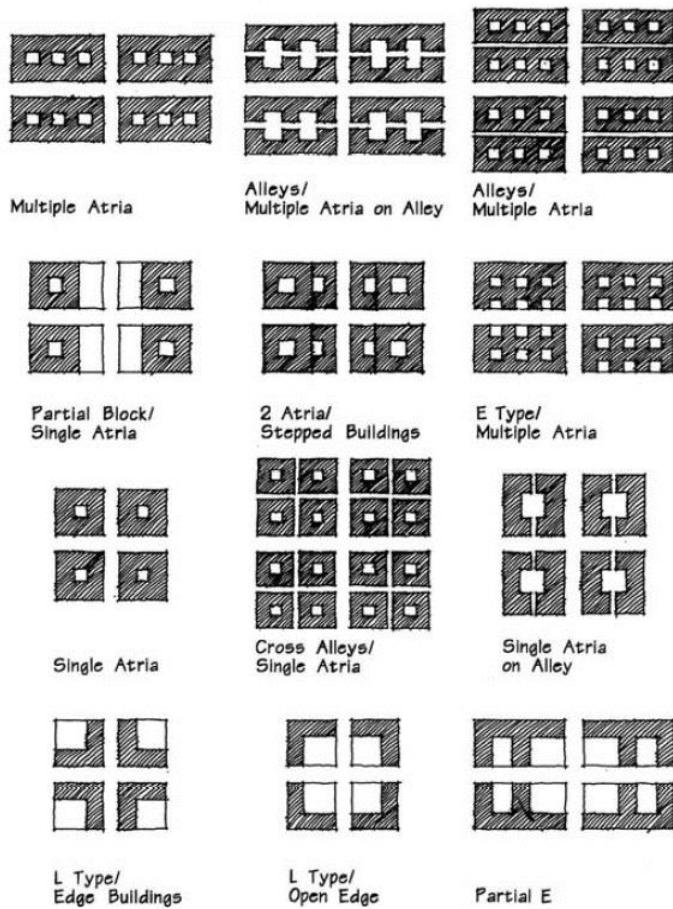 Multiple Atria
Alleys/
Multiple Atria on Alley
Alleys/
Multiple Atria
Partial Block/
Single Atria
2 Atria/
Stepped Buildings
E Type/
Multiple Atria
Single Atria
Cross Alleys/
Single Atria
Single Atria
on Alley
L Type/
Edge Buildings
L Type/
Open Edge
Partial E